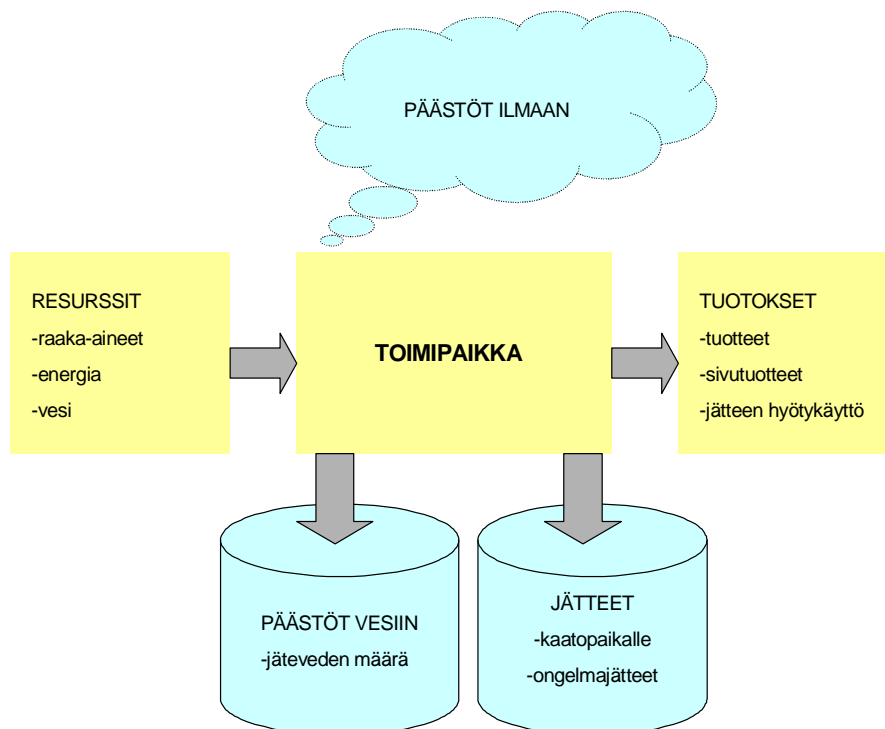 PÄÄSTÖT ILMAAN
RESURSSIT
-raaka-aineet
-energia
-vesi
TOIMIPAIKKA
TUOTOKSET
-tuotteet
-sivutuotteet
-jätteen hyötykäyttö
PÄÄSTÖT VESIIN
-jäteveden määrä
JÄTTEET
-kaatopaikalle
-ongelmajätteet